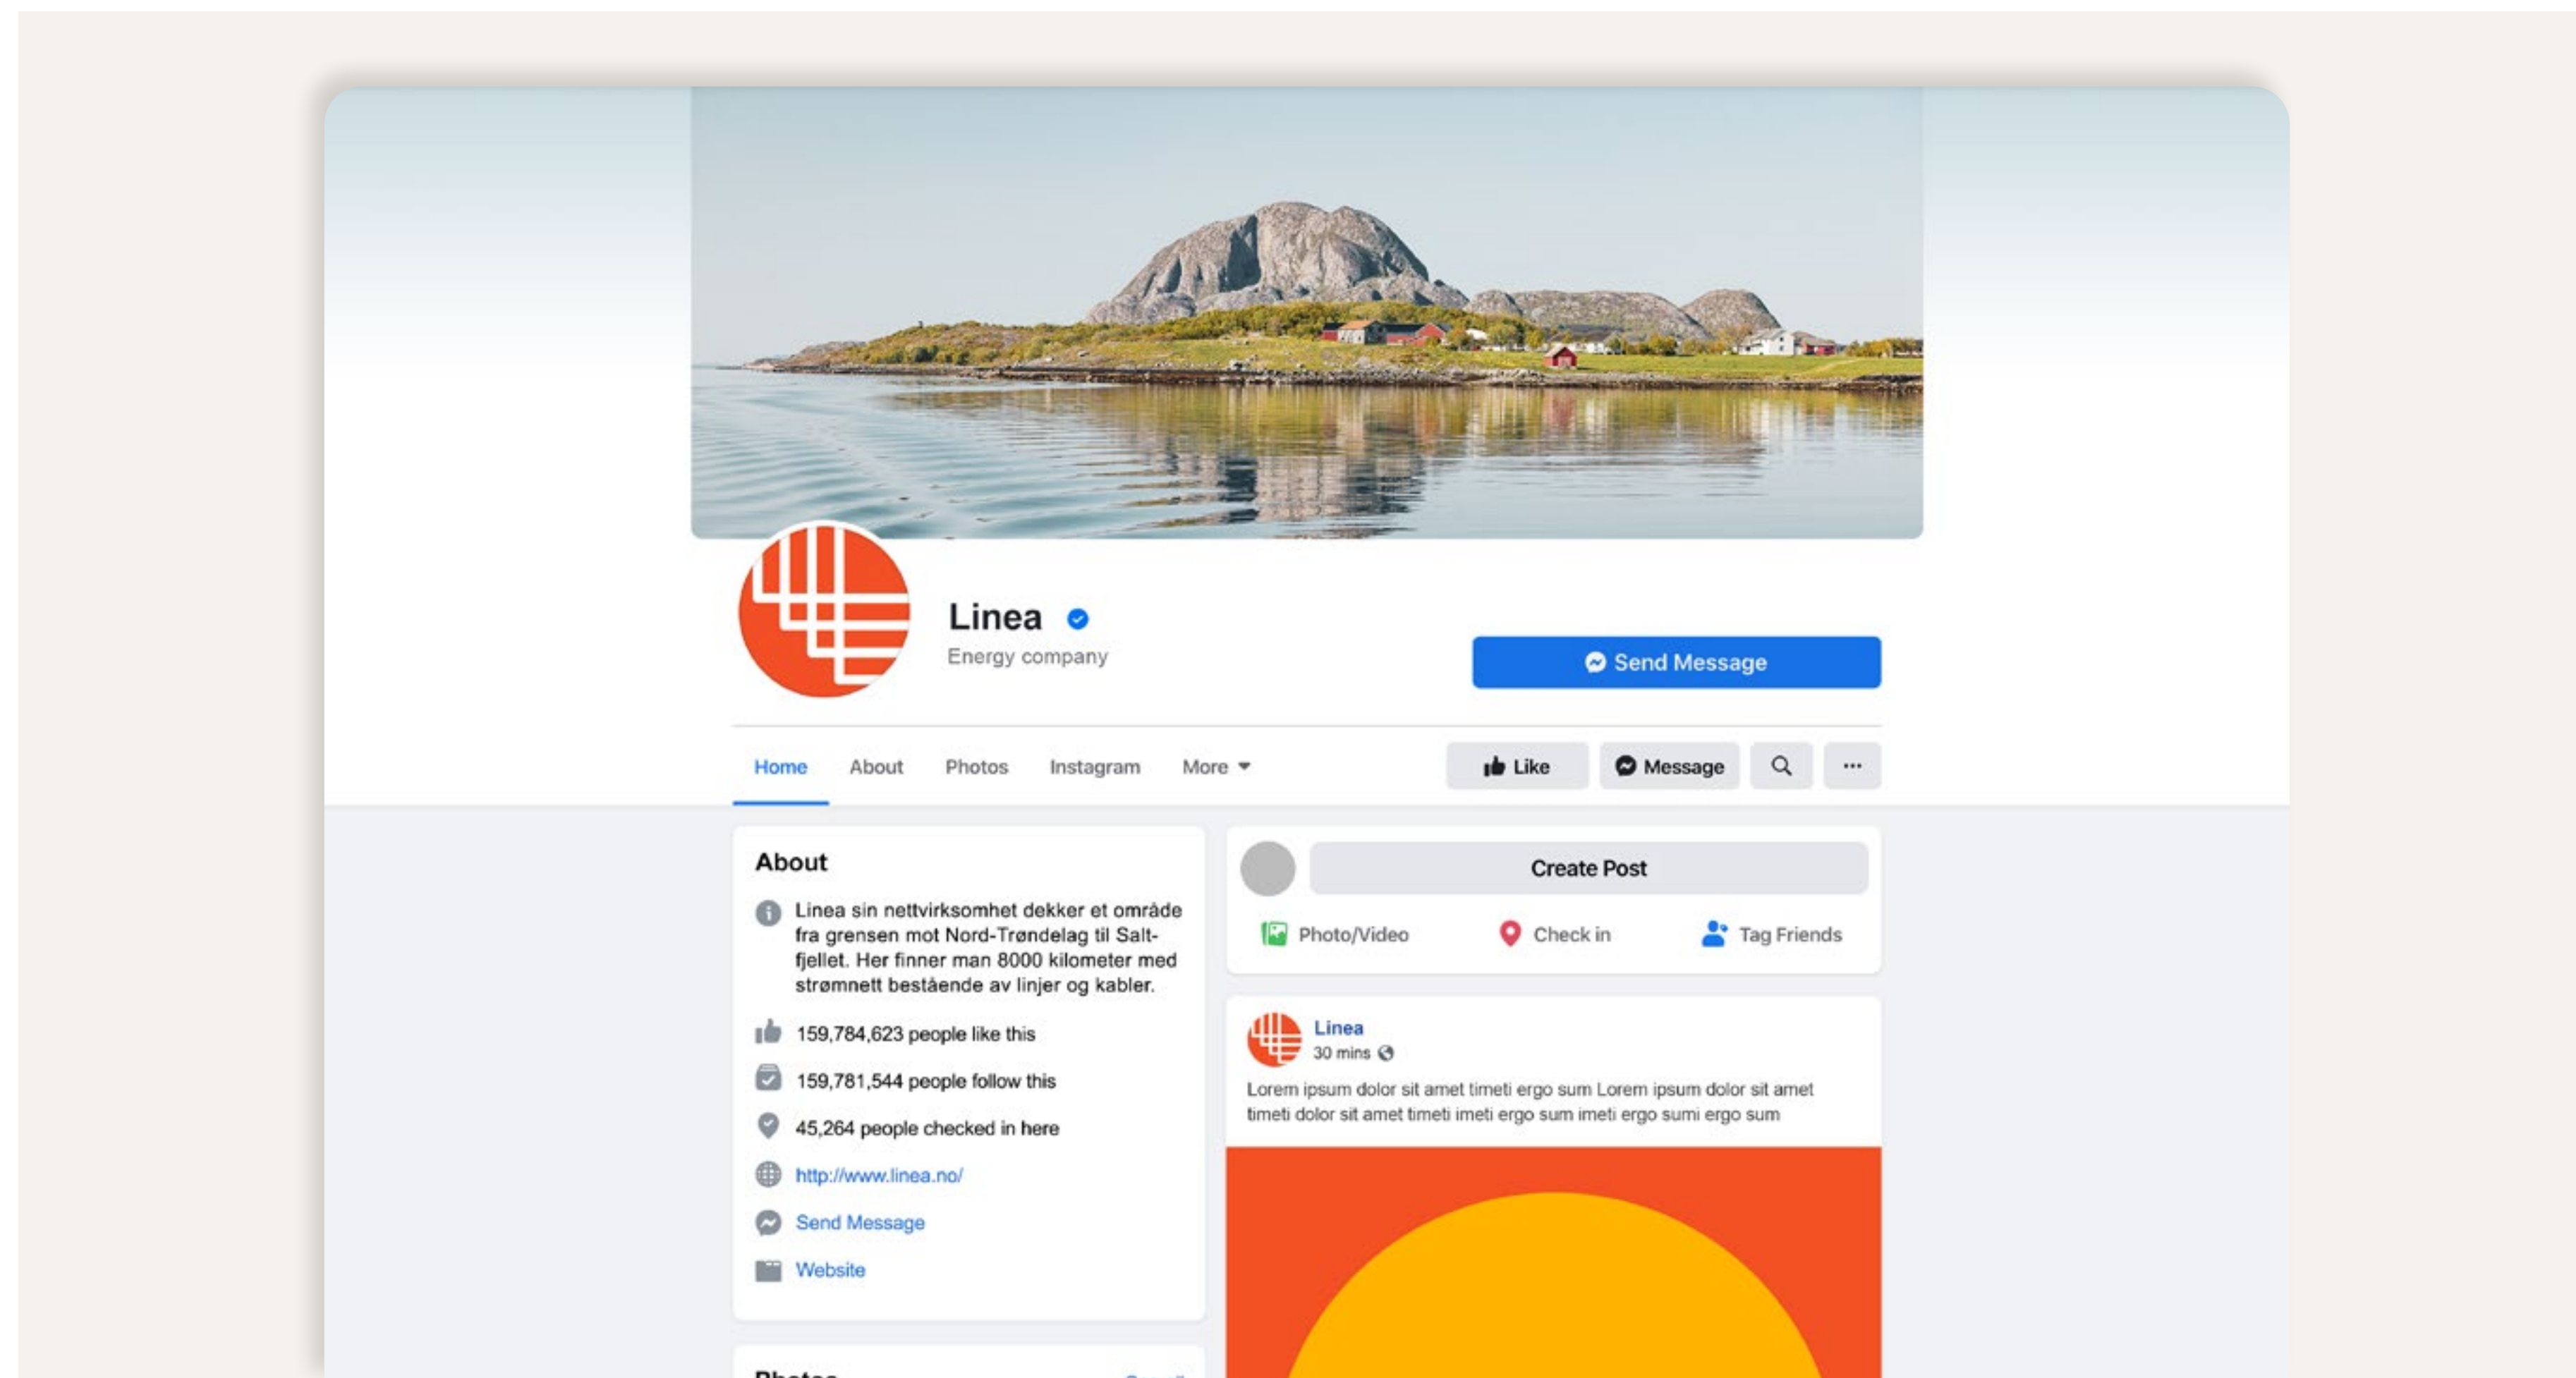 Linea
Energy company
Send Message
Home About Photos Instagram More
Like Message ...
About
Linea sin nettvirksomhet dekker et område
fra grensen mot Nord-Trøndelag til Salt-
fjellet. Her finner man 8000 kilometer med
strømnett bestående av linjer og kabler.
159,784,623 people like this
159,781,544 people follow this
45,264 people checked in here
http://www.linea.no/
Send Message
Website
Photos
Create Post
Photo/Video Check in Tag Friends
Linea
30 mins
Lorem ipsum dolor sit amet timeti ergo sum Lorem ipsum dolor sit amet
timeti dolor sit amet timeti imeti ergo sum imeti ergo sumi ergo sum